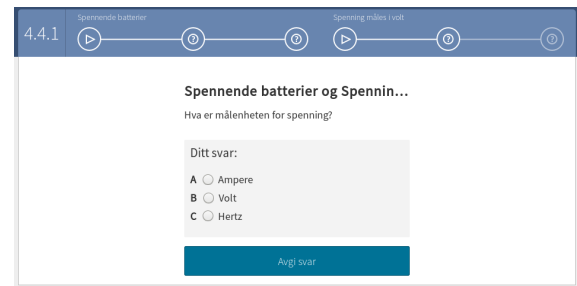 4.4.1
Spennende batterier
Spenning måles i volt
Spennende batterier og Spennin...
Hva er målenheten for spenning?
Ditt svar:
A Ampere
B Volt
C Hertz
Avgi svar